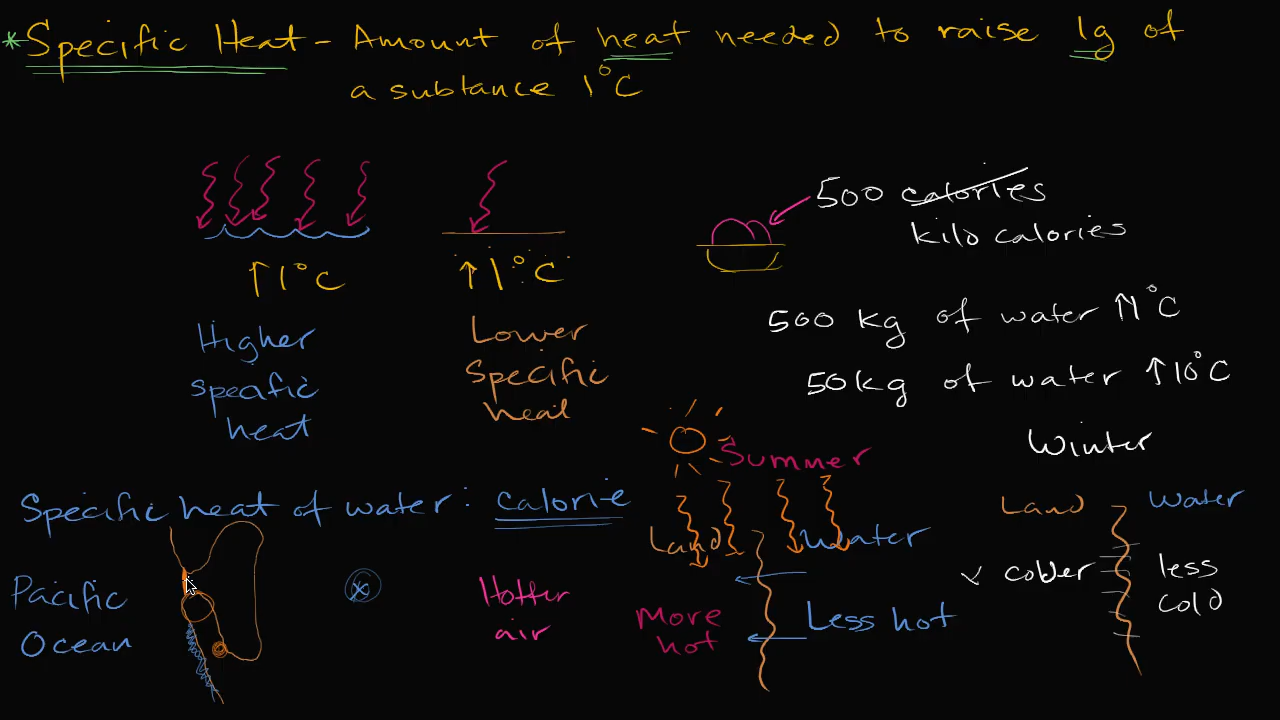 *Specific Heat - Amount of heat needed to raise 1g of
a substance 1°C
↑1°C
↑1°C
Higher
specific
heat
Lower
Specific
heat
500 calories
kilo calories
500 kg of water ↑1°C
50kg of water ↑10°C
Specific heat of water: calorie
Pacific
Ocean
Hotter
air
Summer
Land
Water
More
hot
Less hot
Winter
Land
Water
colder
less
cold